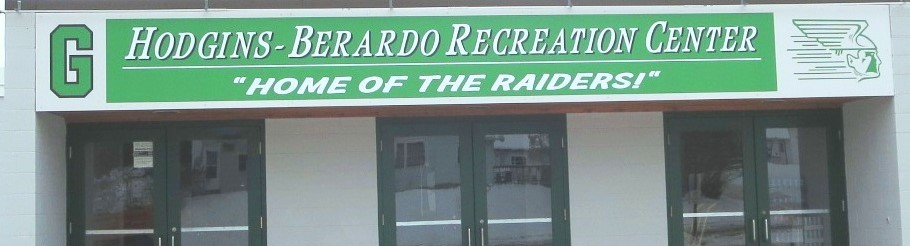 G HODGINS-BERARDO RECREATION CENTER
"HOME OF THE RAIDERS!"